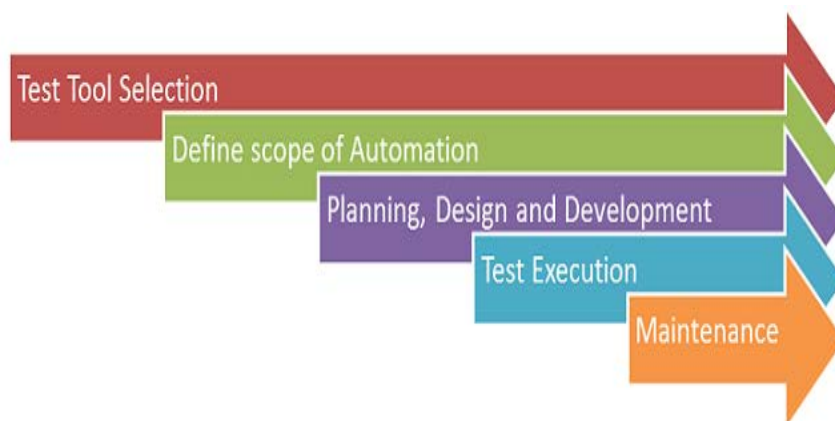 Test Tool Selection
Define scope of Automation
Planning, Design and Development
Test Execution
Maintenance